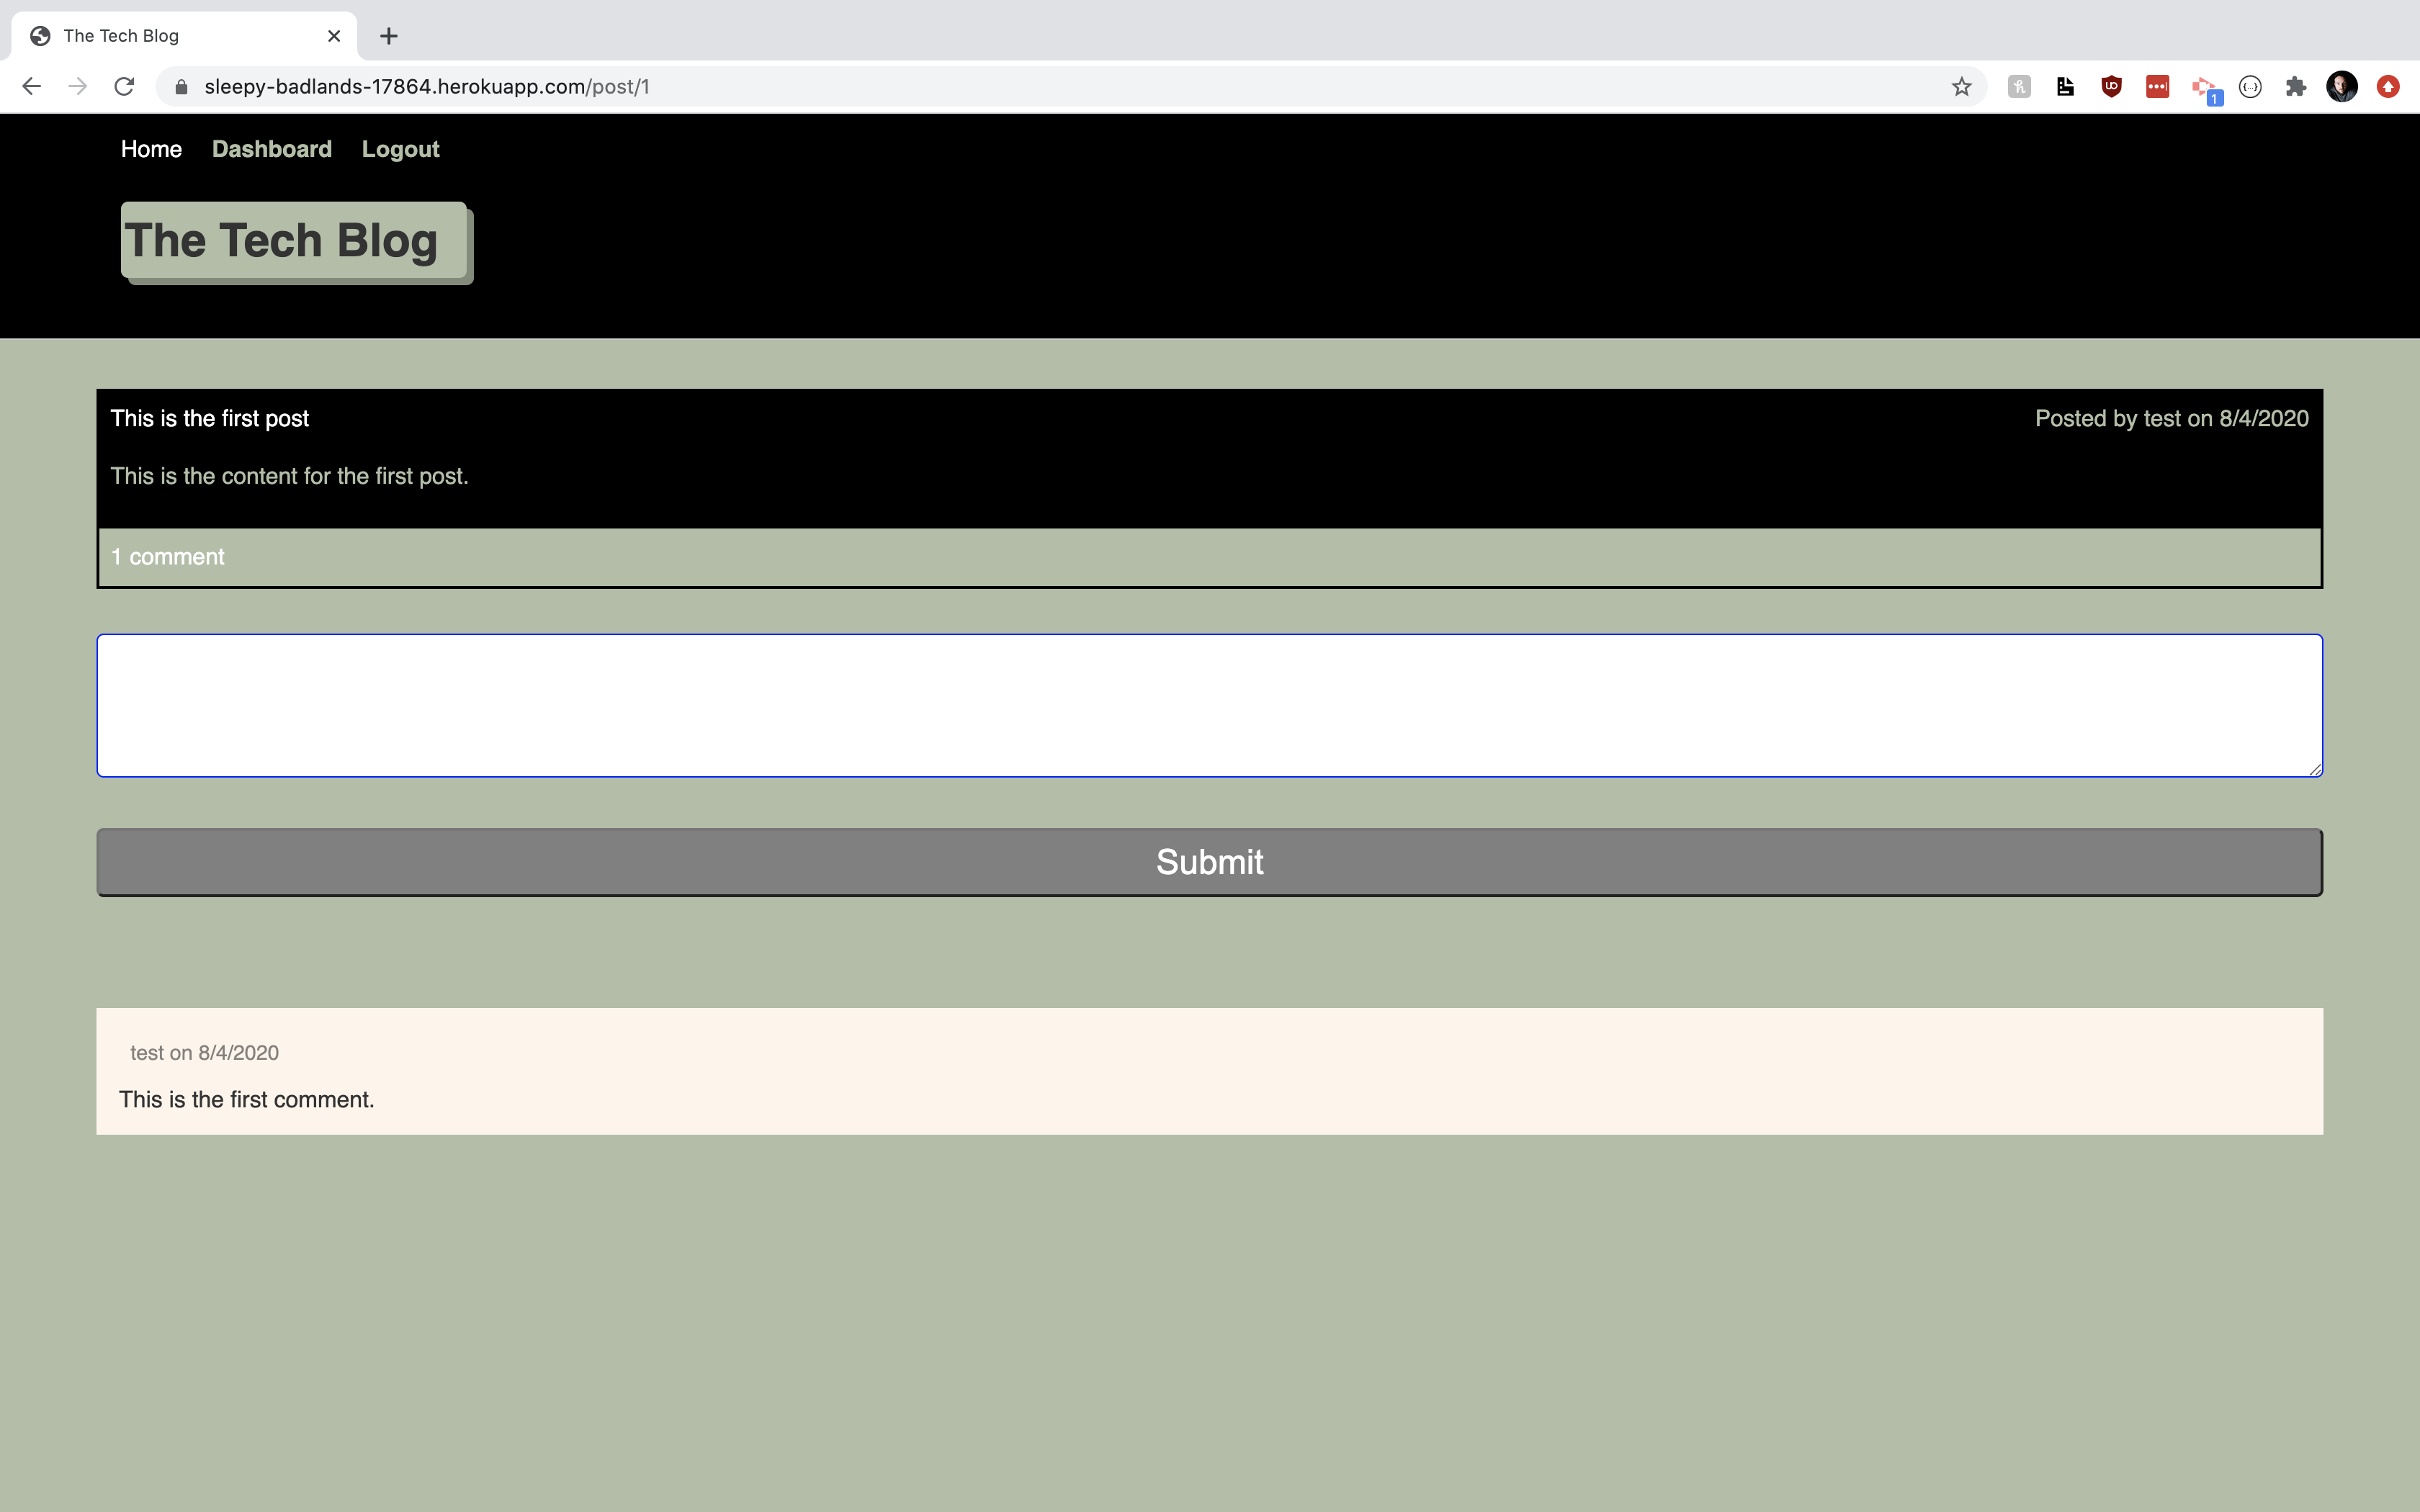 The Tech Blog
sleepy-badlands-17864.herokuapp.com/post/1
1
Home Dashboard Logout
The Tech Blog
This is the first post Posted by test on 8/4/2020
This is the content for the first post.
1 comment
Submit
test on 8/4/2020
This is the first comment.